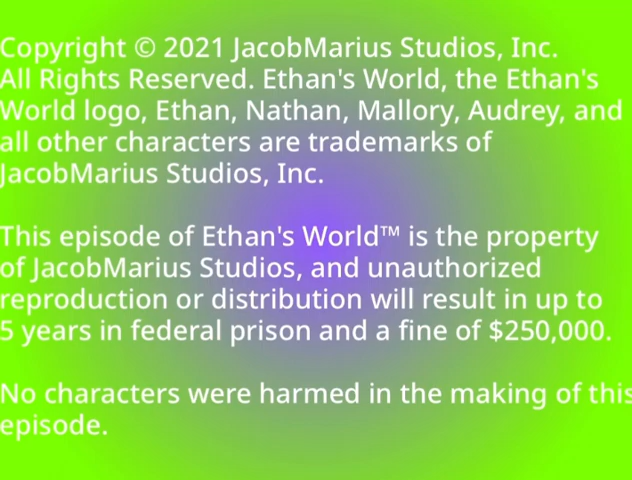 Copyright © 2021 JacobMarius Studios, Inc.
All Rights Reserved. Ethan's World, the Ethan's
World logo, Ethan, Nathan, Mallory, Audrey, and
all other characters are trademarks of
JacobMarius Studios, Inc.
This episode of Ethan's World™ is the property
of JacobMarius Studios, and unauthorized
reproduction or distribution will result in up to
5 years in federal prison and a fine of $250,000.
No characters were harmed in the making of this
episode.